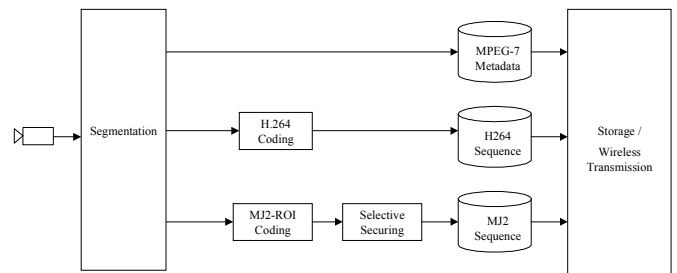 MPEG-7
Metadata
Segmentation
H.264
Coding
H264
Sequence
Storage /
Wireless
Transmission
MJ2-ROI
Coding
Selective
Securing
MJ2
Sequence